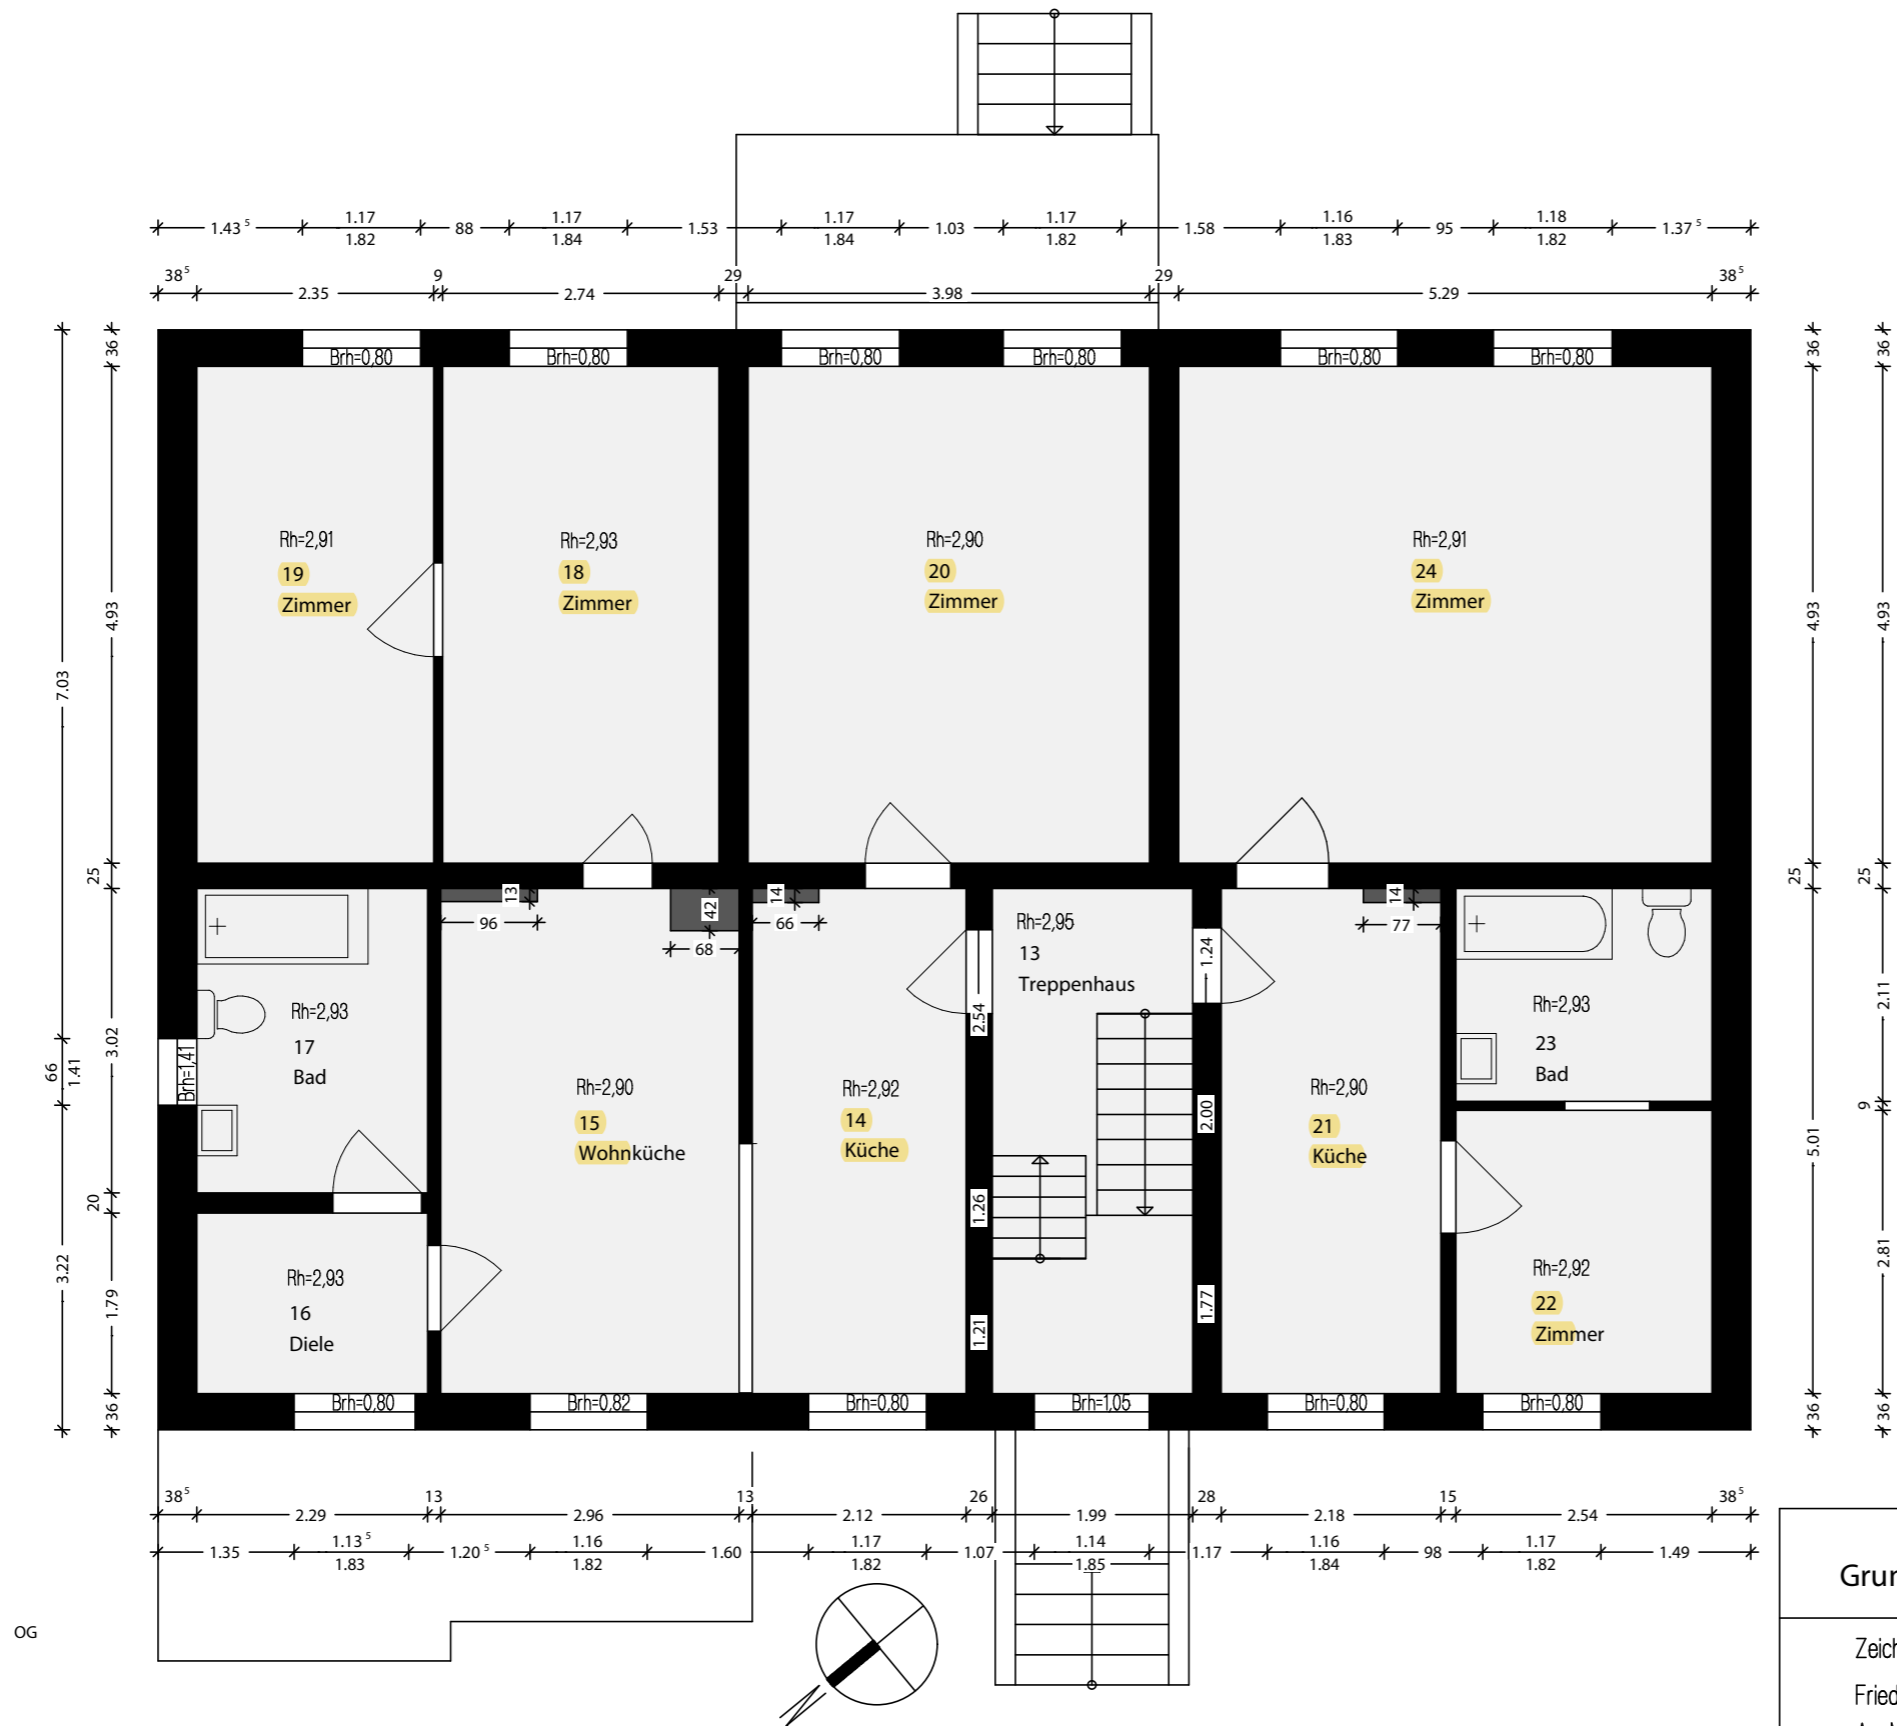 1.43⁵ 1.17 88 1.17 1.53 1.17 1.03 1.17 1.58 1.16 95 1.18 1.37⁵
1.82 1.84 1.84 1.82 1.83 1.82
38⁵ 9 29 29 38⁵
2.35 2.74 3.98 5.29
36 36 36
Brh=0,80 Brh=0,80 Brh=0,80 Brh=0,80 Brh=0,80 Brh=0,80
Rh=2,91
19
Zimmer
Rh=2,93
18
Zimmer
Rh=2,90
20
Zimmer
Rh=2,91
24
Zimmer
7.03
4.93
4.93
4.93
25
25
25
13
96
42
68
14
66
14
77
Rh=2,95
13
Treppenhaus
2.54
1.24
Rh=2,93
17
Bad
Brh=1,41
66
1.41
3.02
Rh=2,90
15
Wohnküche
Rh=2,92
14
Küche
2.00
Rh=2,90
21
Küche
Rh=2,93
23
Bad
2.11
9
5.01
20
3.22
1.79
Rh=2,93
16
Diele
1.26
1.21
1.77
Rh=2,92
22
Zimmer
2.81
36 36 36
Brh=0,80 Brh=0,82 Brh=0,80 Brh=1,05 Brh=0,80 Brh=0,80
38⁵ 13 13 26 28 15 38⁵
2.29 2.96 2.12 1.99 2.18 2.54
1.35 1.13⁵ 1.20⁵ 1.16 1.60 1.17 1.07 1.14 1.17 1.16 98 1.17 1.49
1.83 1.82 1.82 1.85 1.84 1.82
OG
N
Grun
Zeich
Fried